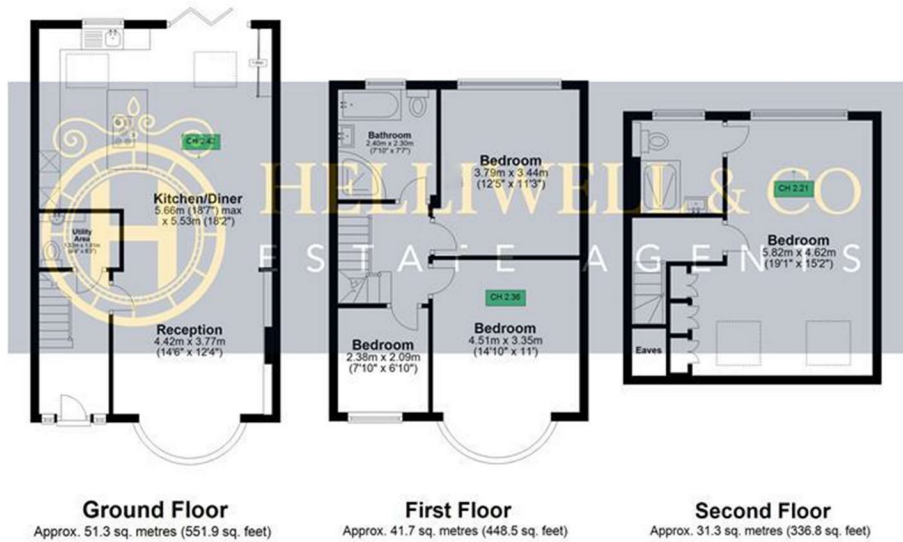 CH 2.42
Kitchen/Diner
5.66m (18'7") max
x 5.53m (18'2")
Utility
Area
Reception
4.42m x 3.77m
(14'6" x 12'4")
Bathroom
2.40m x 2.30m
(7'10" x 7'7")
Bedroom
3.79m x 3.44m
(12'5" x 11'3")
CH 2.36
Bedroom
4.51m x 3.35m
(14'10" x 11')
Bedroom
2.38m x 2.09m
(7'10" x 6'10")
CH 2.21
Bedroom
5.82m x 4.62m
(19'1" x 15'2")
Eaves
H
HELLIWELL & CO
ESTATE AGENTS
Ground Floor
Approx. 51.3 sq. metres (551.9 sq. feet)
First Floor
Approx. 41.7 sq. metres (448.5 sq. feet)
Second Floor
Approx. 31.3 sq. metres (336.8 sq. feet)